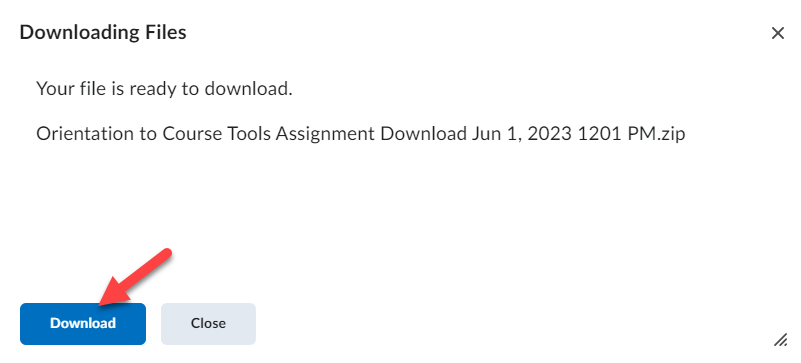 Downloading Files
Your file is ready to download.
Orientation to Course Tools Assignment Download Jun 1, 2023 1201 PM.zip
Download
Close